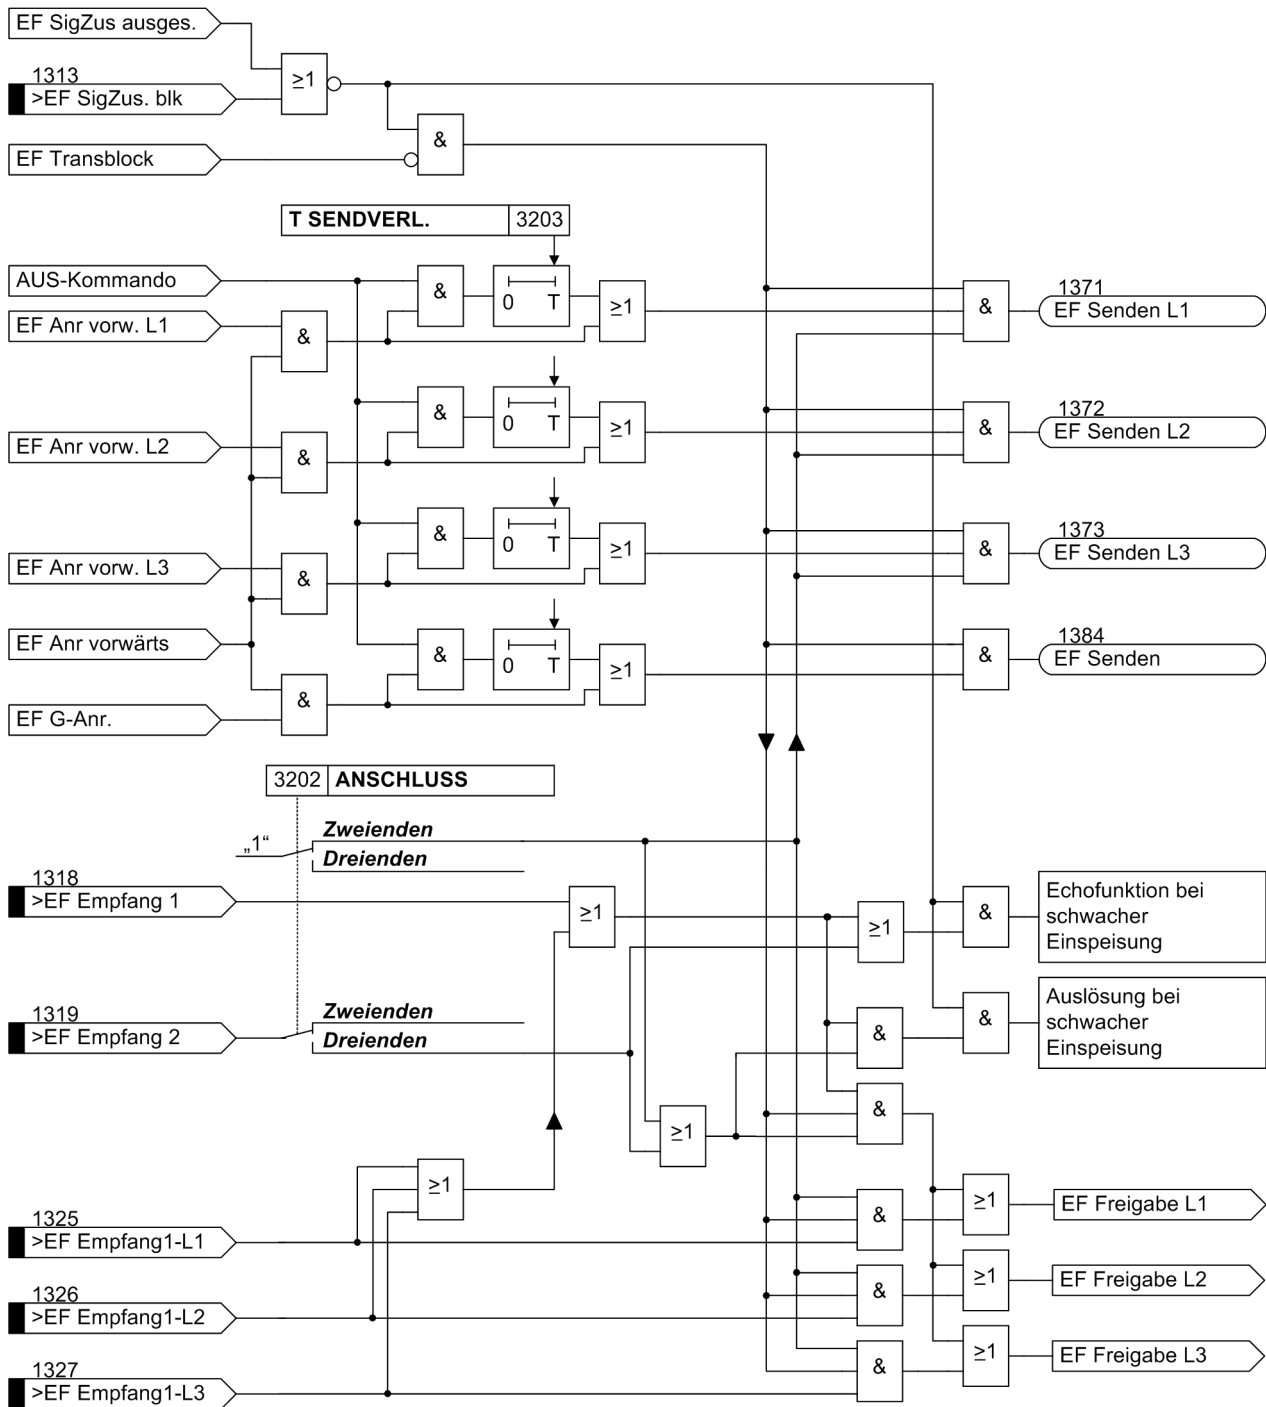 EF SigZus ausges.
1313
>EF SigZus. blk
≥1
EF Transblock
&
T SENDVERL. 3203
AUS-Kommando
&
0 T
≥1
&
1371
EF Senden L1
EF Anr vorw. L1
&
&
0 T
≥1
&
1372
EF Senden L2
EF Anr vorw. L2
&
&
0 T
≥1
&
1373
EF Senden L3
EF Anr vorw. L3
&
EF Anr vorwärts
&
0 T
≥1
&
1384
EF Senden
EF G-Anr.
&
3202 ANSCHLUSS
„1“
Zweienden
Dreienden
1318
>EF Empfang 1
≥1
≥1
&
Echofunktion bei
schwacher
Einspeisung
1319
>EF Empfang 2
Zweienden
Dreienden
&
&
Auslösung bei
schwacher
Einspeisung
≥1
&
≥1
1325
>EF Empfang1-L1
&
≥1
EF Freigabe L1
1326
>EF Empfang1-L2
&
≥1
EF Freigabe L2
1327
>EF Empfang1-L3
&
≥1
EF Freigabe L3